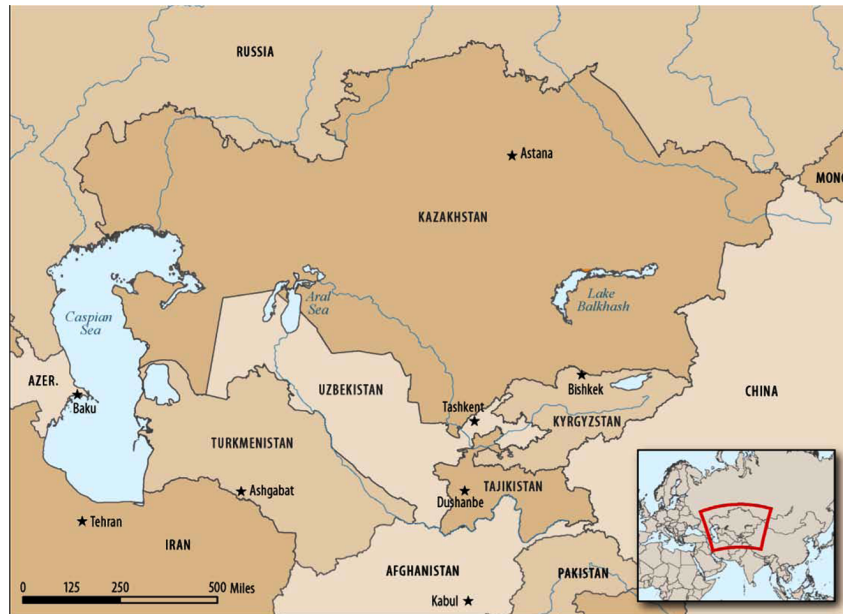 RUSSIA
Astana
MONG
KAZAKHSTAN
Aral
Sea
Lake
Balkhash
Caspian
Sea
AZER.
Baku
UZBEKISTAN
Bishkek
CHINA
Tashkent
KYRGYZSTAN
TURKMENISTAN
Ashgabat
TAJIKISTAN
Dushanbe
Tehran
IRAN
AFGHANISTAN
PAKISTAN
Kabul
0 125 250 500 Miles